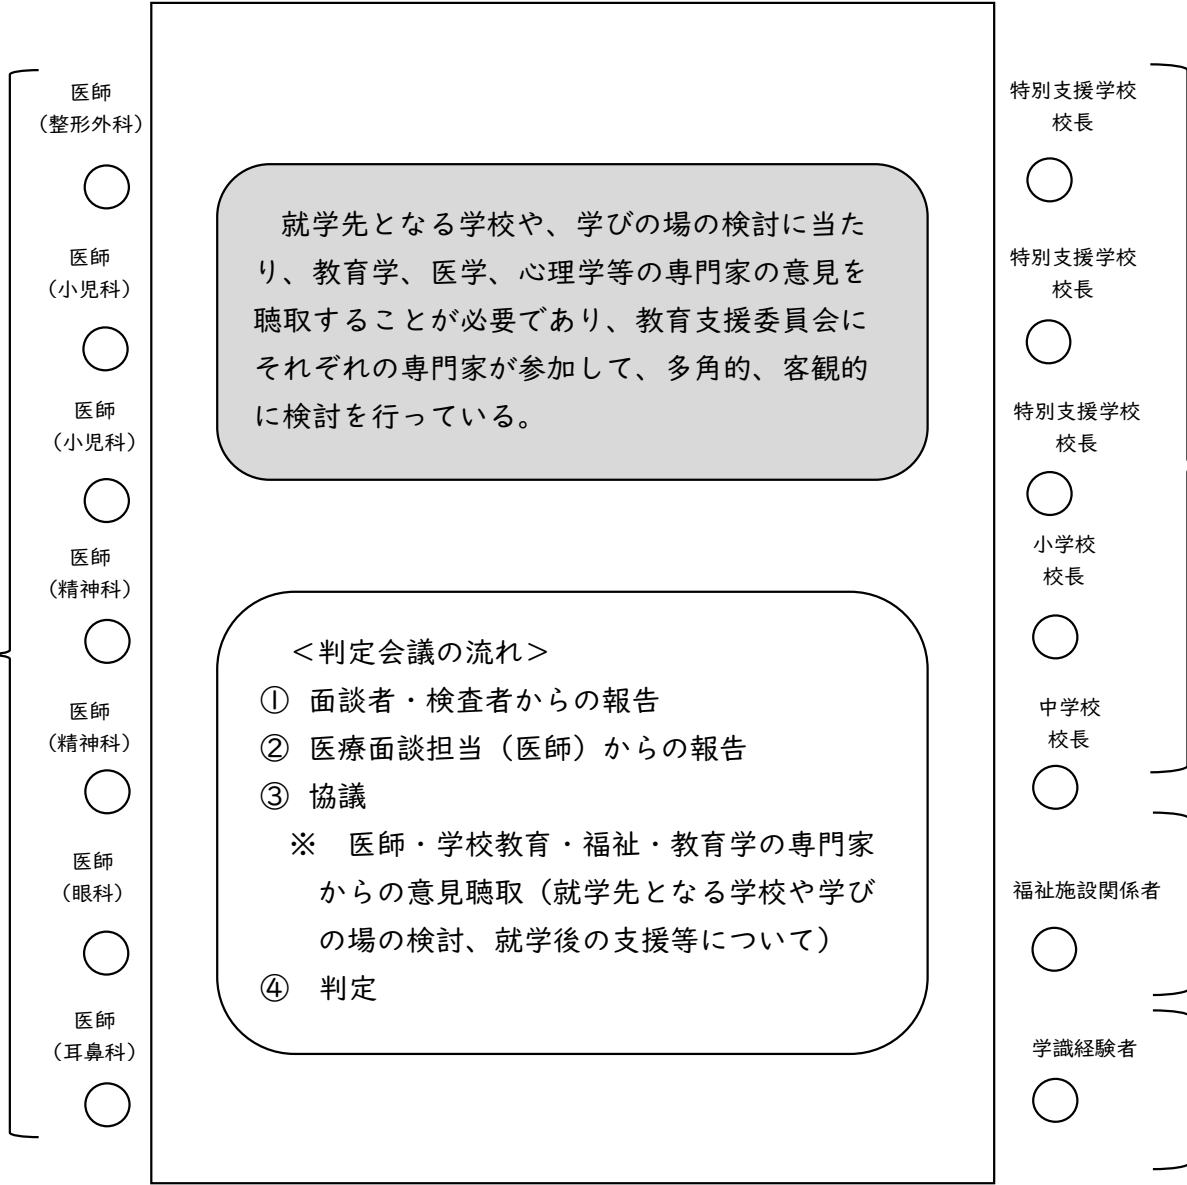 医師
（整形外科）
医師
（小児科）
医師
（小児科）
医師
（精神科）
医師
（精神科）
医師
（眼科）
医師
（耳鼻科）
就学先となる学校や、学びの場の検討に当た
り、教育学、医学、心理学等の専門家の意見を
聴取することが必要であり、教育支援委員会に
それぞれの専門家が参加して、多角的、客観的
に検討を行っている。
＜判定会議の流れ＞
① 面談者・検査者からの報告
② 医療面談担当（医師）からの報告
③ 協議
※ 医師・学校教育・福祉・教育学の専門家
からの意見聴取（就学先となる学校や学び
の場の検討、就学後の支援等について）
④ 判定
特別支援学校
校長
特別支援学校
校長
特別支援学校
校長
小学校
校長
中学校
校長
福祉施設関係者
学識経験者